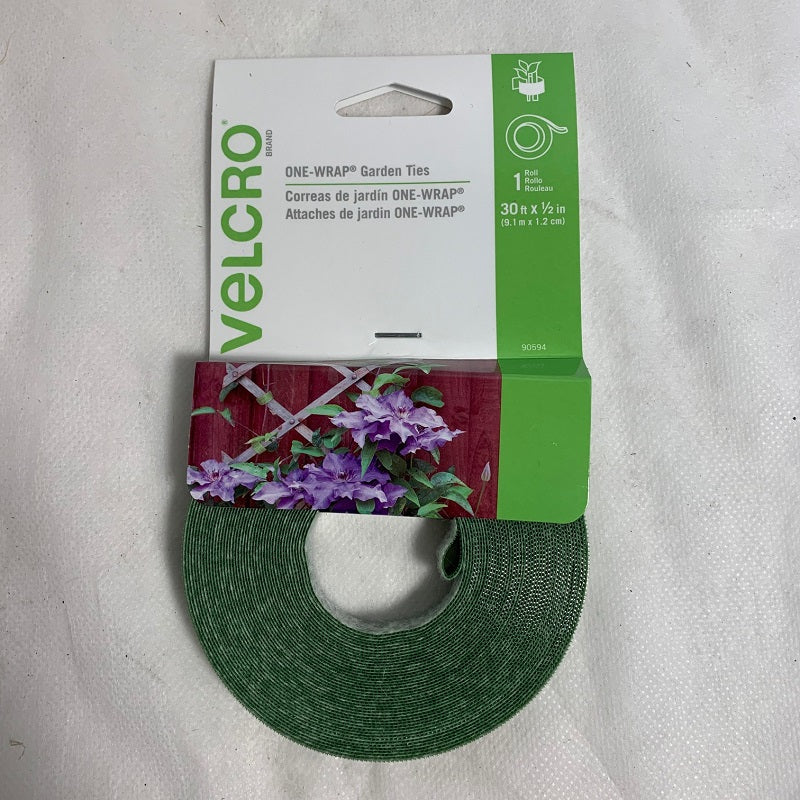 VELCRO®
BRAND
ONE-WRAP® Garden Ties
Correas de jardín ONE-WRAP®
Attaches de jardin ONE-WRAP®
1 Roll
Rollo
Rouleau
30 ft x ½ in
(9.1 m x 1.2 cm)
90594